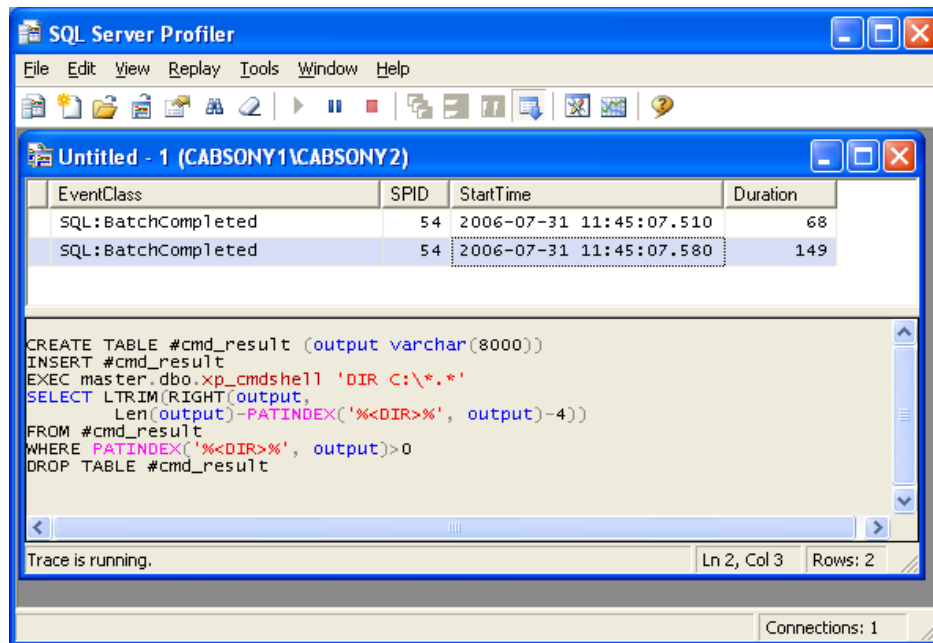 SQL Server Profiler
File Edit View Replay Tools Window Help
Untitled - 1 (CABSONY1\CABSONY2)
EventClass SPID StartTime Duration
SQL:BatchCompleted 54 2006-07-31 11:45:07.510 68
SQL:BatchCompleted 54 2006-07-31 11:45:07.580 149
CREATE TABLE #cmd_result (output varchar(8000))
INSERT #cmd_result
EXEC master.dbo.xp_cmdshell 'DIR C:\*.*'
SELECT LTRIM(RIGHT(output,
Len(output)-PATINDEX('%<DIR>%', output)-4))
FROM #cmd_result
WHERE PATINDEX('%<DIR>%', output)>0
DROP TABLE #cmd_result
Trace is running. Ln 2, Col 3 Rows: 2
Connections: 1